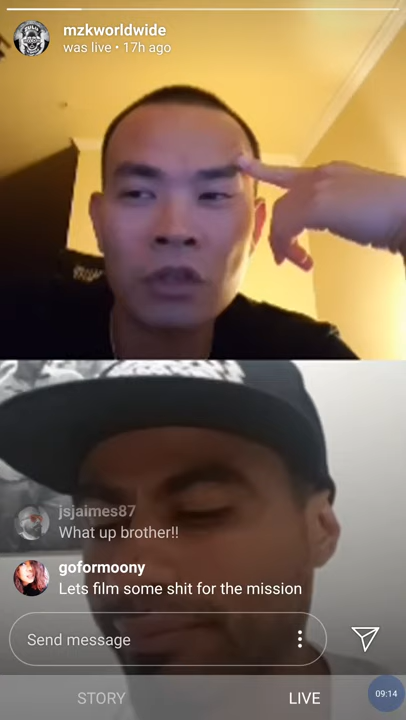 mzkworldwide
was live • 17h ago
jsjaimes87
What up brother!!
goformoony
Lets film some shit for the mission
Send message
STORY
LIVE
09:14